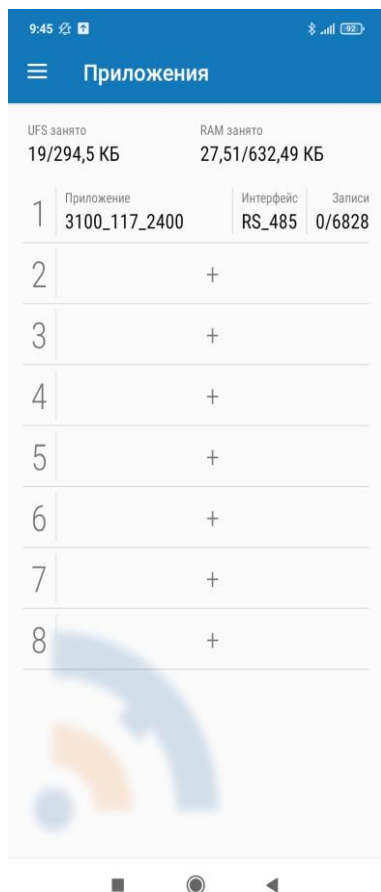 9:45
92
Приложения
UFS занято RAM занято
19/294,5 КБ 27,51/632,49 КБ
Приложение Интерфейс Записи
1 3100_117_2400 RS_485 0/6828
2 +
3 +
4 +
5 +
6 +
7 +
8 +